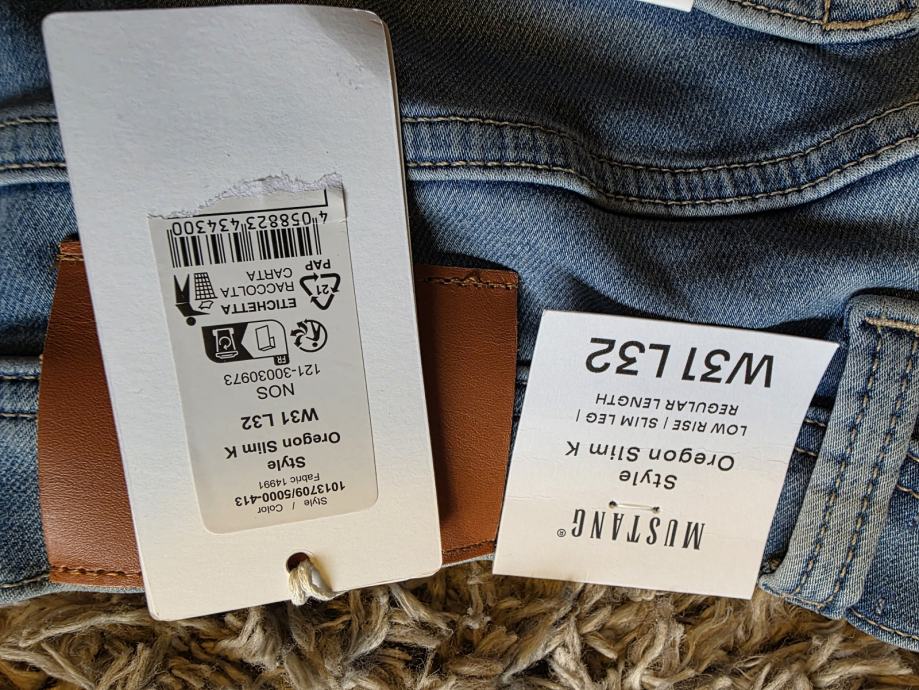 Style / Color
1013709/5000-413
Fabric 14991
Style
Oregon Slim K
W31 L32
NOS
121-30030973
FR
21
PAP
ETICHETTA
RACCOLTA
CARTA
4 058823 434300
MUSTANG®
Style
Oregon Slim K
LOW RISE | SLIM LEG |
REGULAR LENGTH
W31 L32